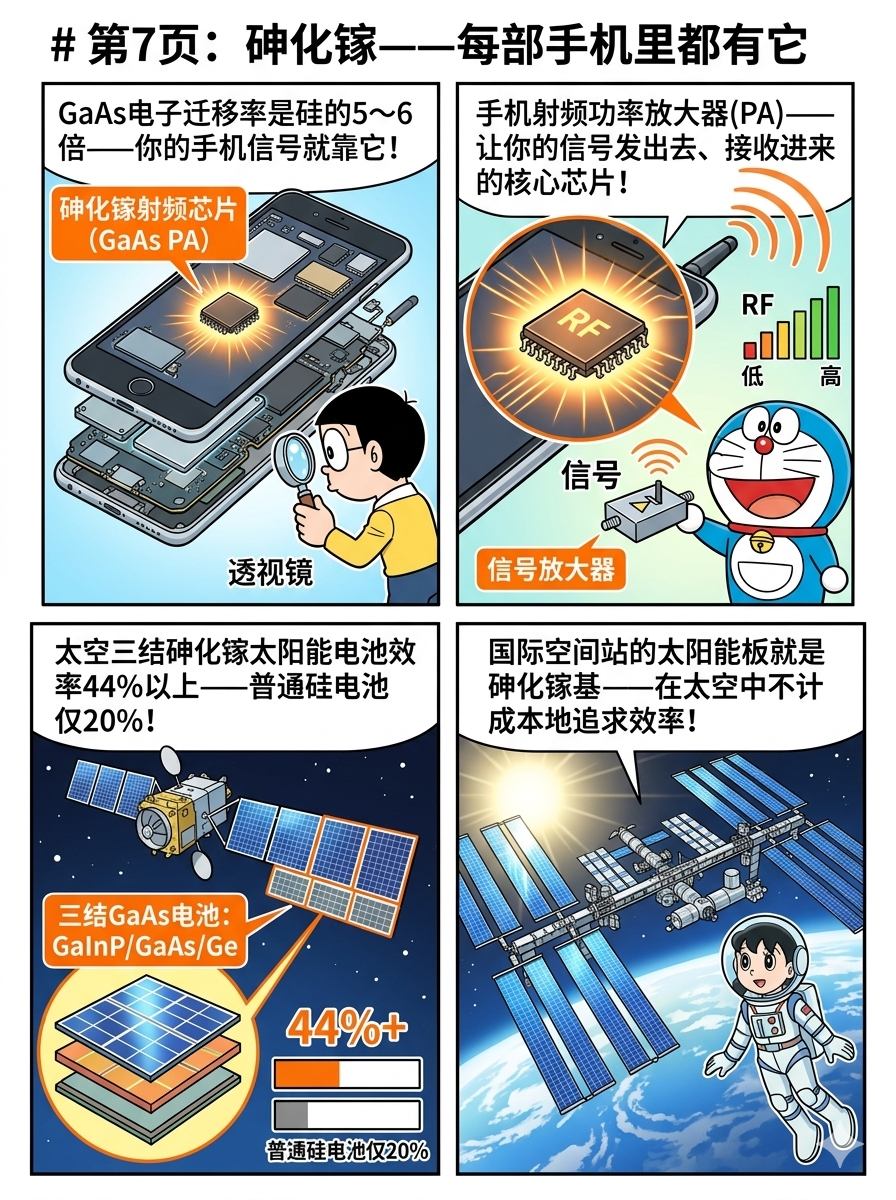 # 第7页：砷化镓——每部手机里都有它
GaAs电子迁移率是硅的5～6
倍——你的手机信号就靠它！
砷化镓射频芯片
（GaAs PA）
透视镜
手机射频功率放大器(PA)——
让你的信号发出去、接收进来
的核心芯片！
RF
RF
低
高
信号
信号放大器
太空三结砷化镓太阳能电池效
率44%以上——普通硅电池
仅20%！
三结GaAs电池：
GaInP/GaAs/Ge
44%+
普通硅电池仅20%
国际空间站的太阳能板就是
砷化镓基——在太空中不计
成本地追求效率！